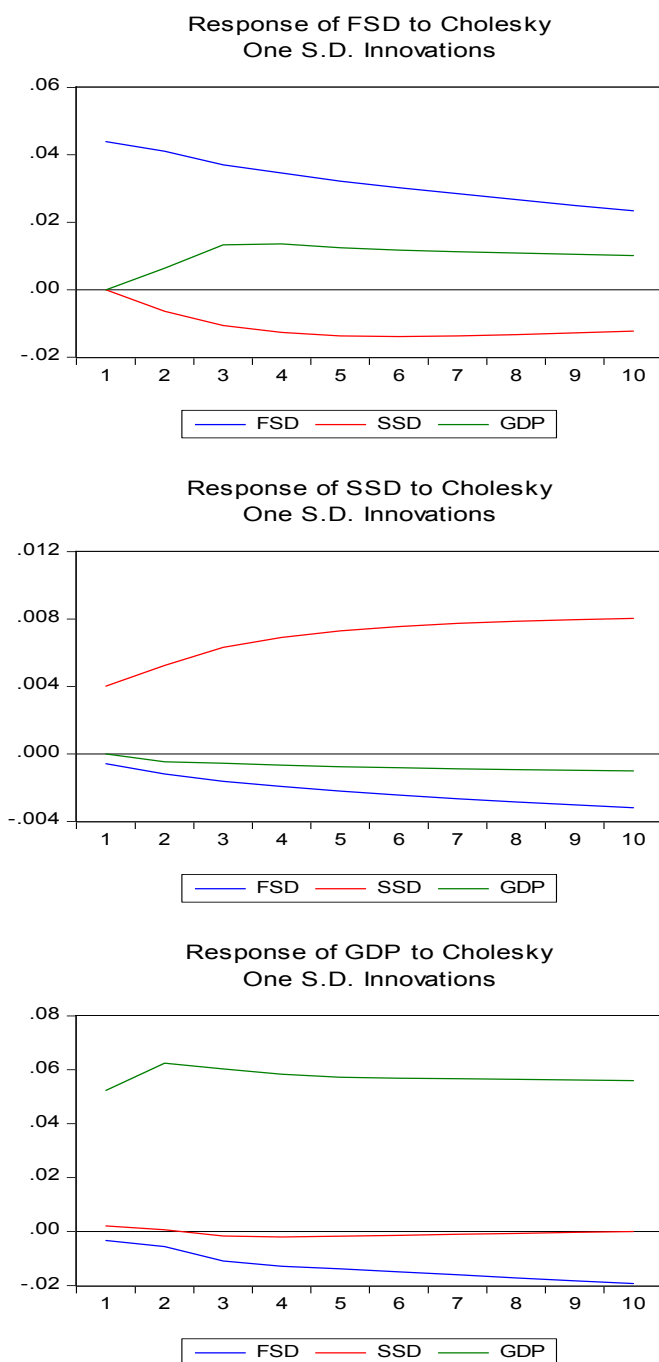 Response of FSD to Cholesky
One S.D. Innovations
.06
.04
.02
.00
-.02
1 2 3 4 5 6 7 8 9 10
FSD SSD GDP
Response of SSD to Cholesky
One S.D. Innovations
.012
.008
.004
.000
-.004
1 2 3 4 5 6 7 8 9 10
FSD SSD GDP
Response of GDP to Cholesky
One S.D. Innovations
.08
.06
.04
.02
.00
-.02
1 2 3 4 5 6 7 8 9 10
FSD SSD GDP